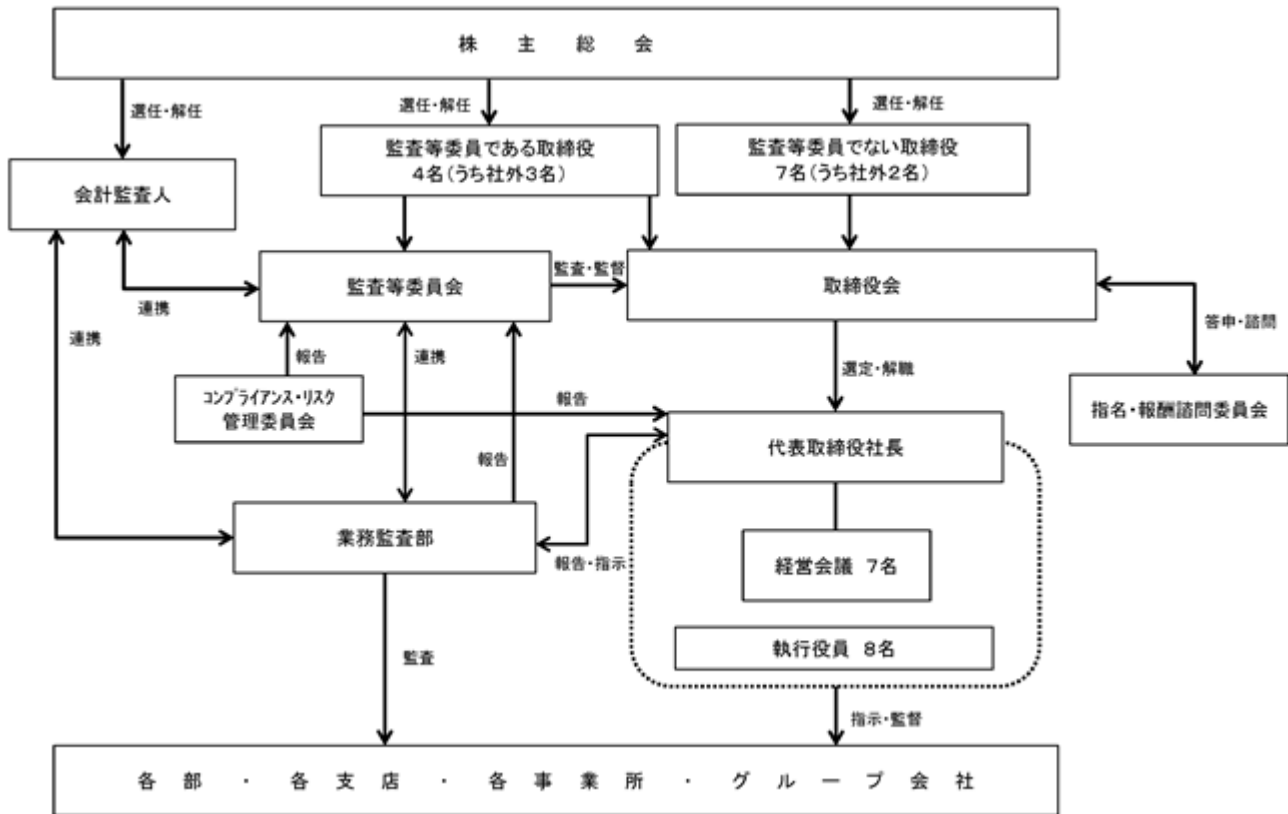 株 主 総 会
選任・解任
選任・解任
選任・解任
監査等委員である取締役
4名(うち社外3名)
監査等委員でない取締役
7名(うち社外2名)
会計監査人
監査等委員会
監査・監督
取締役会
連携
連携
答申・諮問
報告
連携
選定・解職
コンプライアンス・リスク
管理委員会
報告
指名・報酬諮問委員会
代表取締役社長
報告
業務監査部
報告・指示
経営会議 7名
執行役員 8名
監査
指示・監督
各 部 ・ 各 支 店 ・ 各 事 業 所 ・ グ ル ー プ 会 社